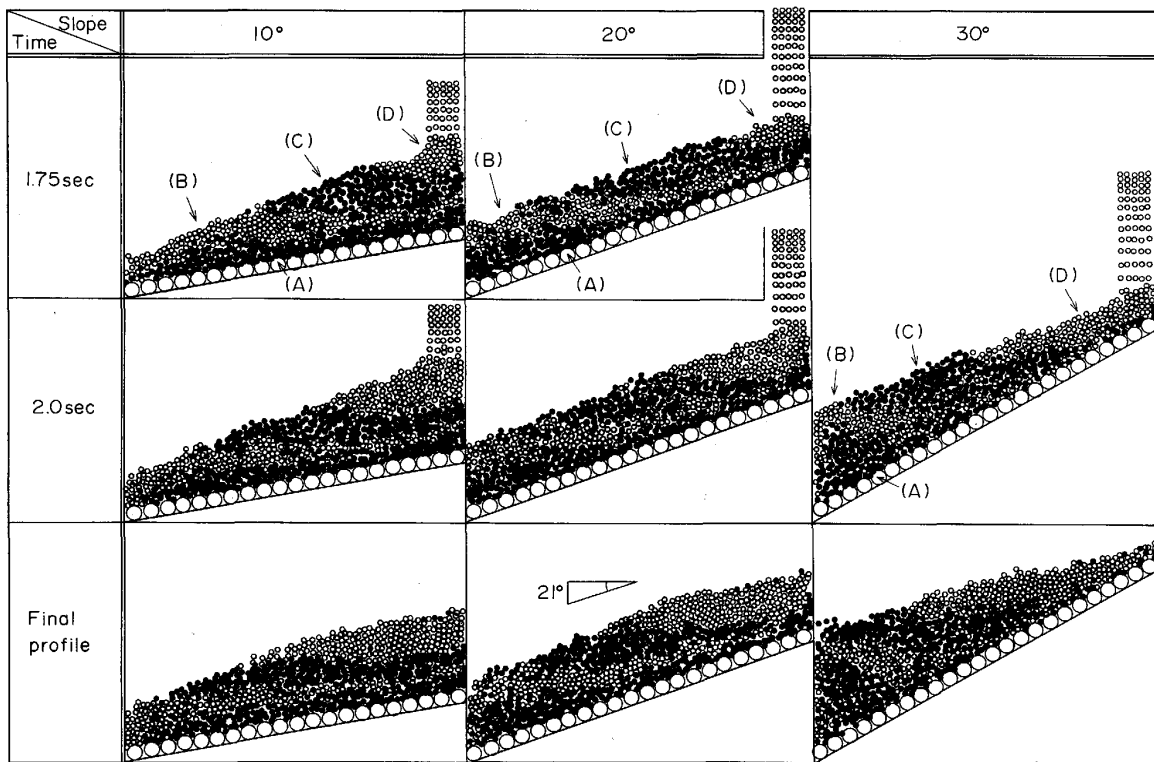 Slope
Time
10°
20°
30°
1.75sec
(B)
(C)
(D)
(A)
(B)
(C)
(D)
(A)
2.0sec
(B)
(C)
(D)
(A)
Final
profile
21°